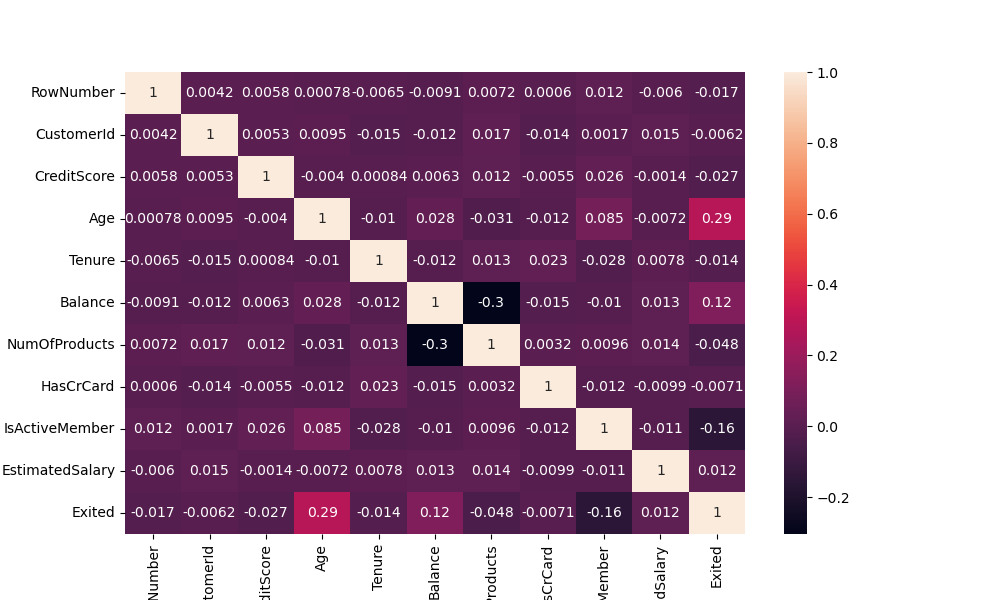 RowNumber 1 0.0042 0.0058 0.00078 -0.0065 -0.0091 0.0072 0.0006 0.012 -0.006 -0.017
CustomerId 0.0042 1 0.0053 0.0095 -0.015 -0.012 0.017 -0.014 0.0017 0.015 -0.0062
CreditScore 0.0058 0.0053 1 -0.004 0.00084 0.0063 0.012 -0.0055 0.026 -0.0014 -0.027
Age 0.00078 0.0095 -0.004 1 -0.01 0.028 -0.031 -0.012 0.085 -0.0072 0.29
Tenure -0.0065 -0.015 0.00084 -0.01 1 -0.012 0.013 0.023 -0.028 0.0078 -0.014
Balance -0.0091 -0.012 0.0063 0.028 -0.012 1 -0.3 -0.015 -0.01 0.013 0.12
NumOfProducts 0.0072 0.017 0.012 -0.031 0.013 -0.3 1 0.0032 0.0096 0.014 -0.048
HasCrCard 0.0006 -0.014 -0.0055 -0.012 0.023 -0.015 0.0032 1 -0.012 -0.0099 -0.0071
IsActiveMember 0.012 0.0017 0.026 0.085 -0.028 -0.01 0.0096 -0.012 1 -0.011 -0.16
EstimatedSalary -0.006 0.015 -0.0014 -0.0072 0.0078 0.013 0.014 -0.0099 -0.011 1 0.012
Exited -0.017 -0.0062 -0.027 0.29 -0.014 0.12 -0.048 -0.0071 -0.16 0.012 1
Number
tomerId
ditScore
Age
Tenure
Balance
Products
sCrCard
Member
dSalary
Exited
1.0
0.8
0.6
0.4
0.2
0.0
−0.2